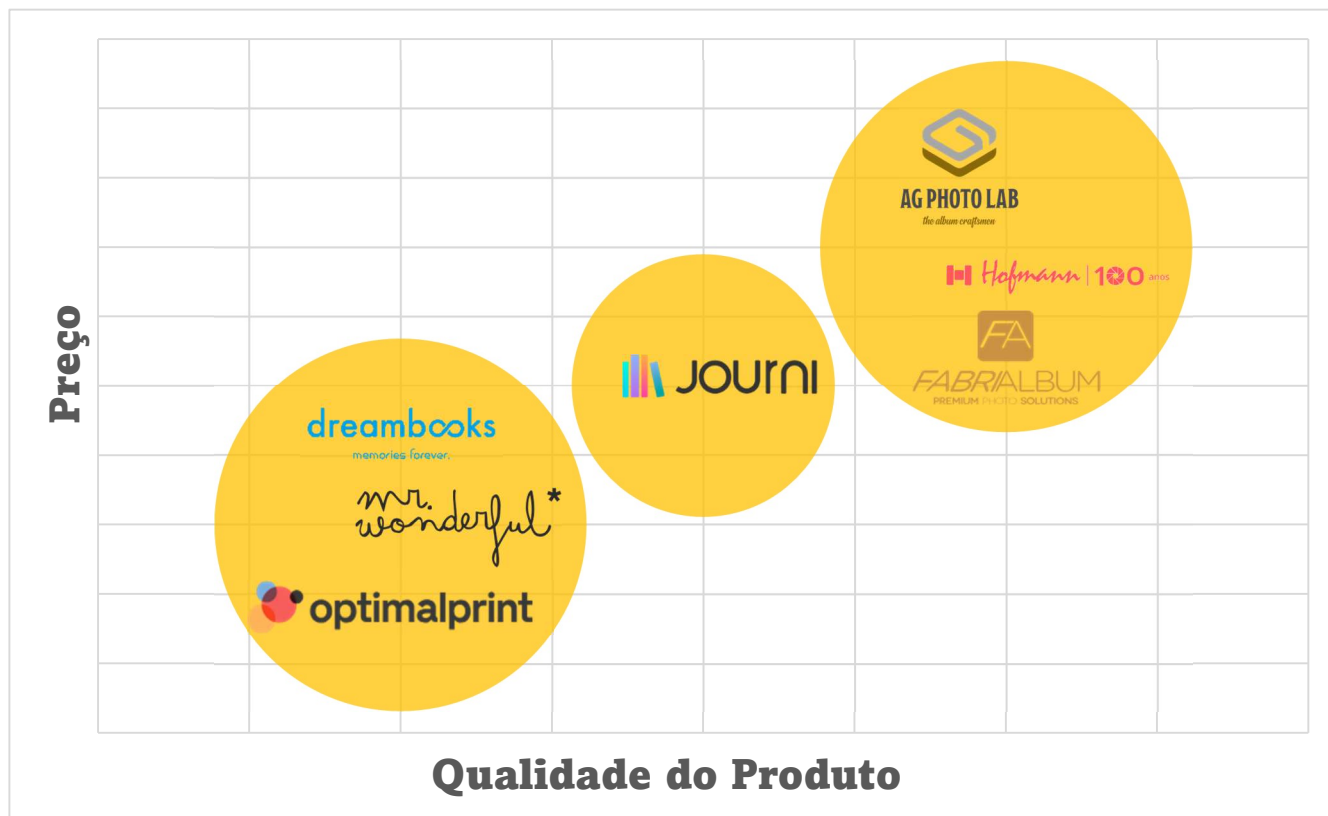 Preço
AG PHOTO LAB
the album craftsmen
Hofmann | 100 anos
FA
FABRIALBUM
PREMIUM PHOTO SOLUTIONS
JOURNI
dreambooks
memories forever.
mr.
wonderful*
optimalprint
Qualidade do Produto